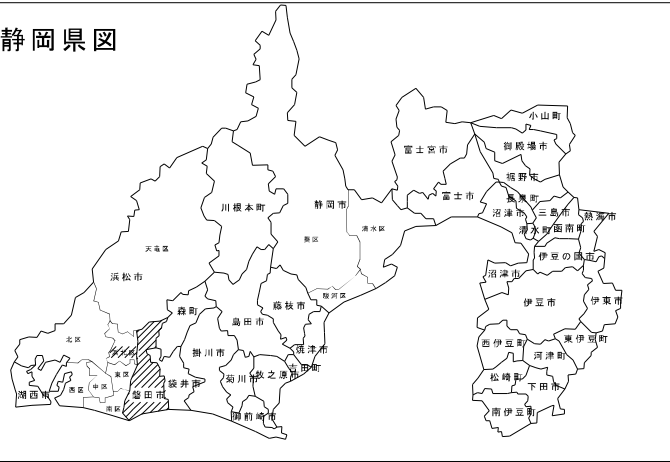 静岡県図
小山町
御殿場市
富士宮市
裾野市
富士市
長泉町
沼津市
三島市
熱海市
清水町
函南町
川根本町
静岡市
清水区
葵区
伊豆の国市
天竜区
浜松市
沼津市
駿河区
伊豆市
伊東市
藤枝市
森町
島田市
北区
浜北区
掛川市
焼津市
西伊豆町
東伊豆町
河津町
吉田町
東区
菊川市
牧之原市
松崎町
袋井市
下田市
西区
中区
湖西市
磐田市
南区
御前崎市
南伊豆町